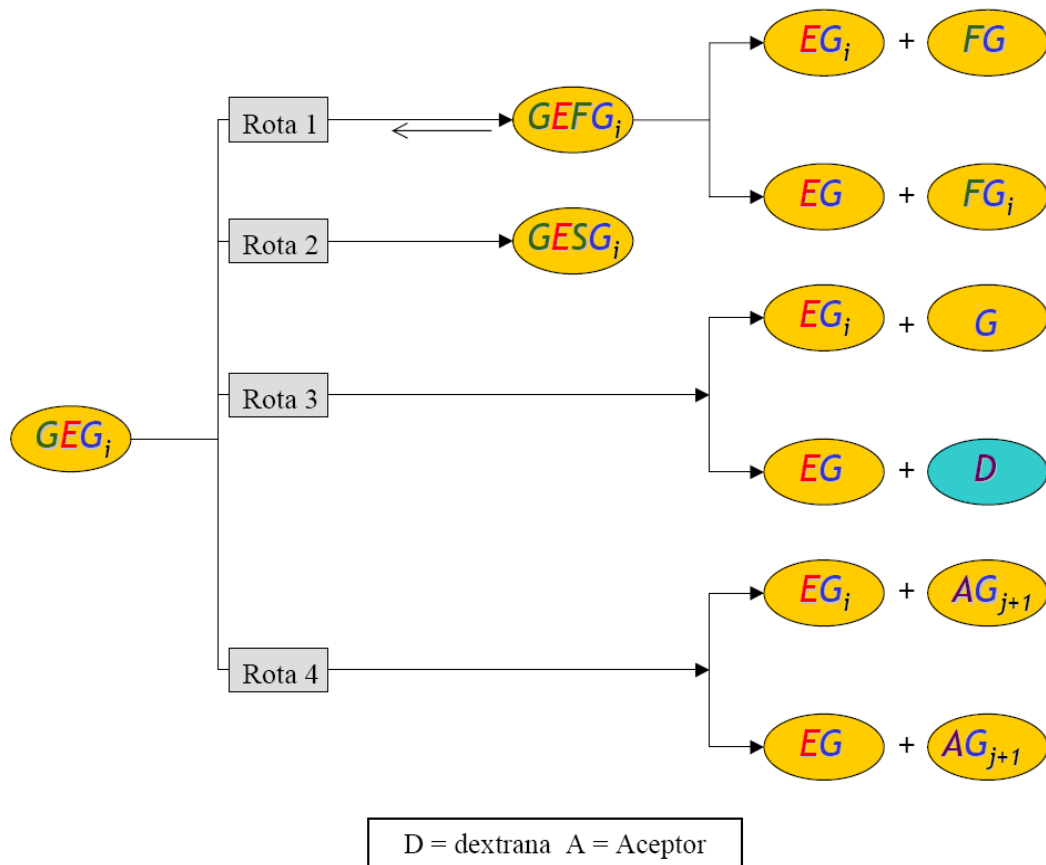 EGi + FG
Rota 1 GEFGi
EG + FGi
Rota 2 GESGi
EGi + G
Rota 3
GEGi
EG + D
EGi + AGj+1
Rota 4
EG + AGj+1
D = dextrana A = Aceptor